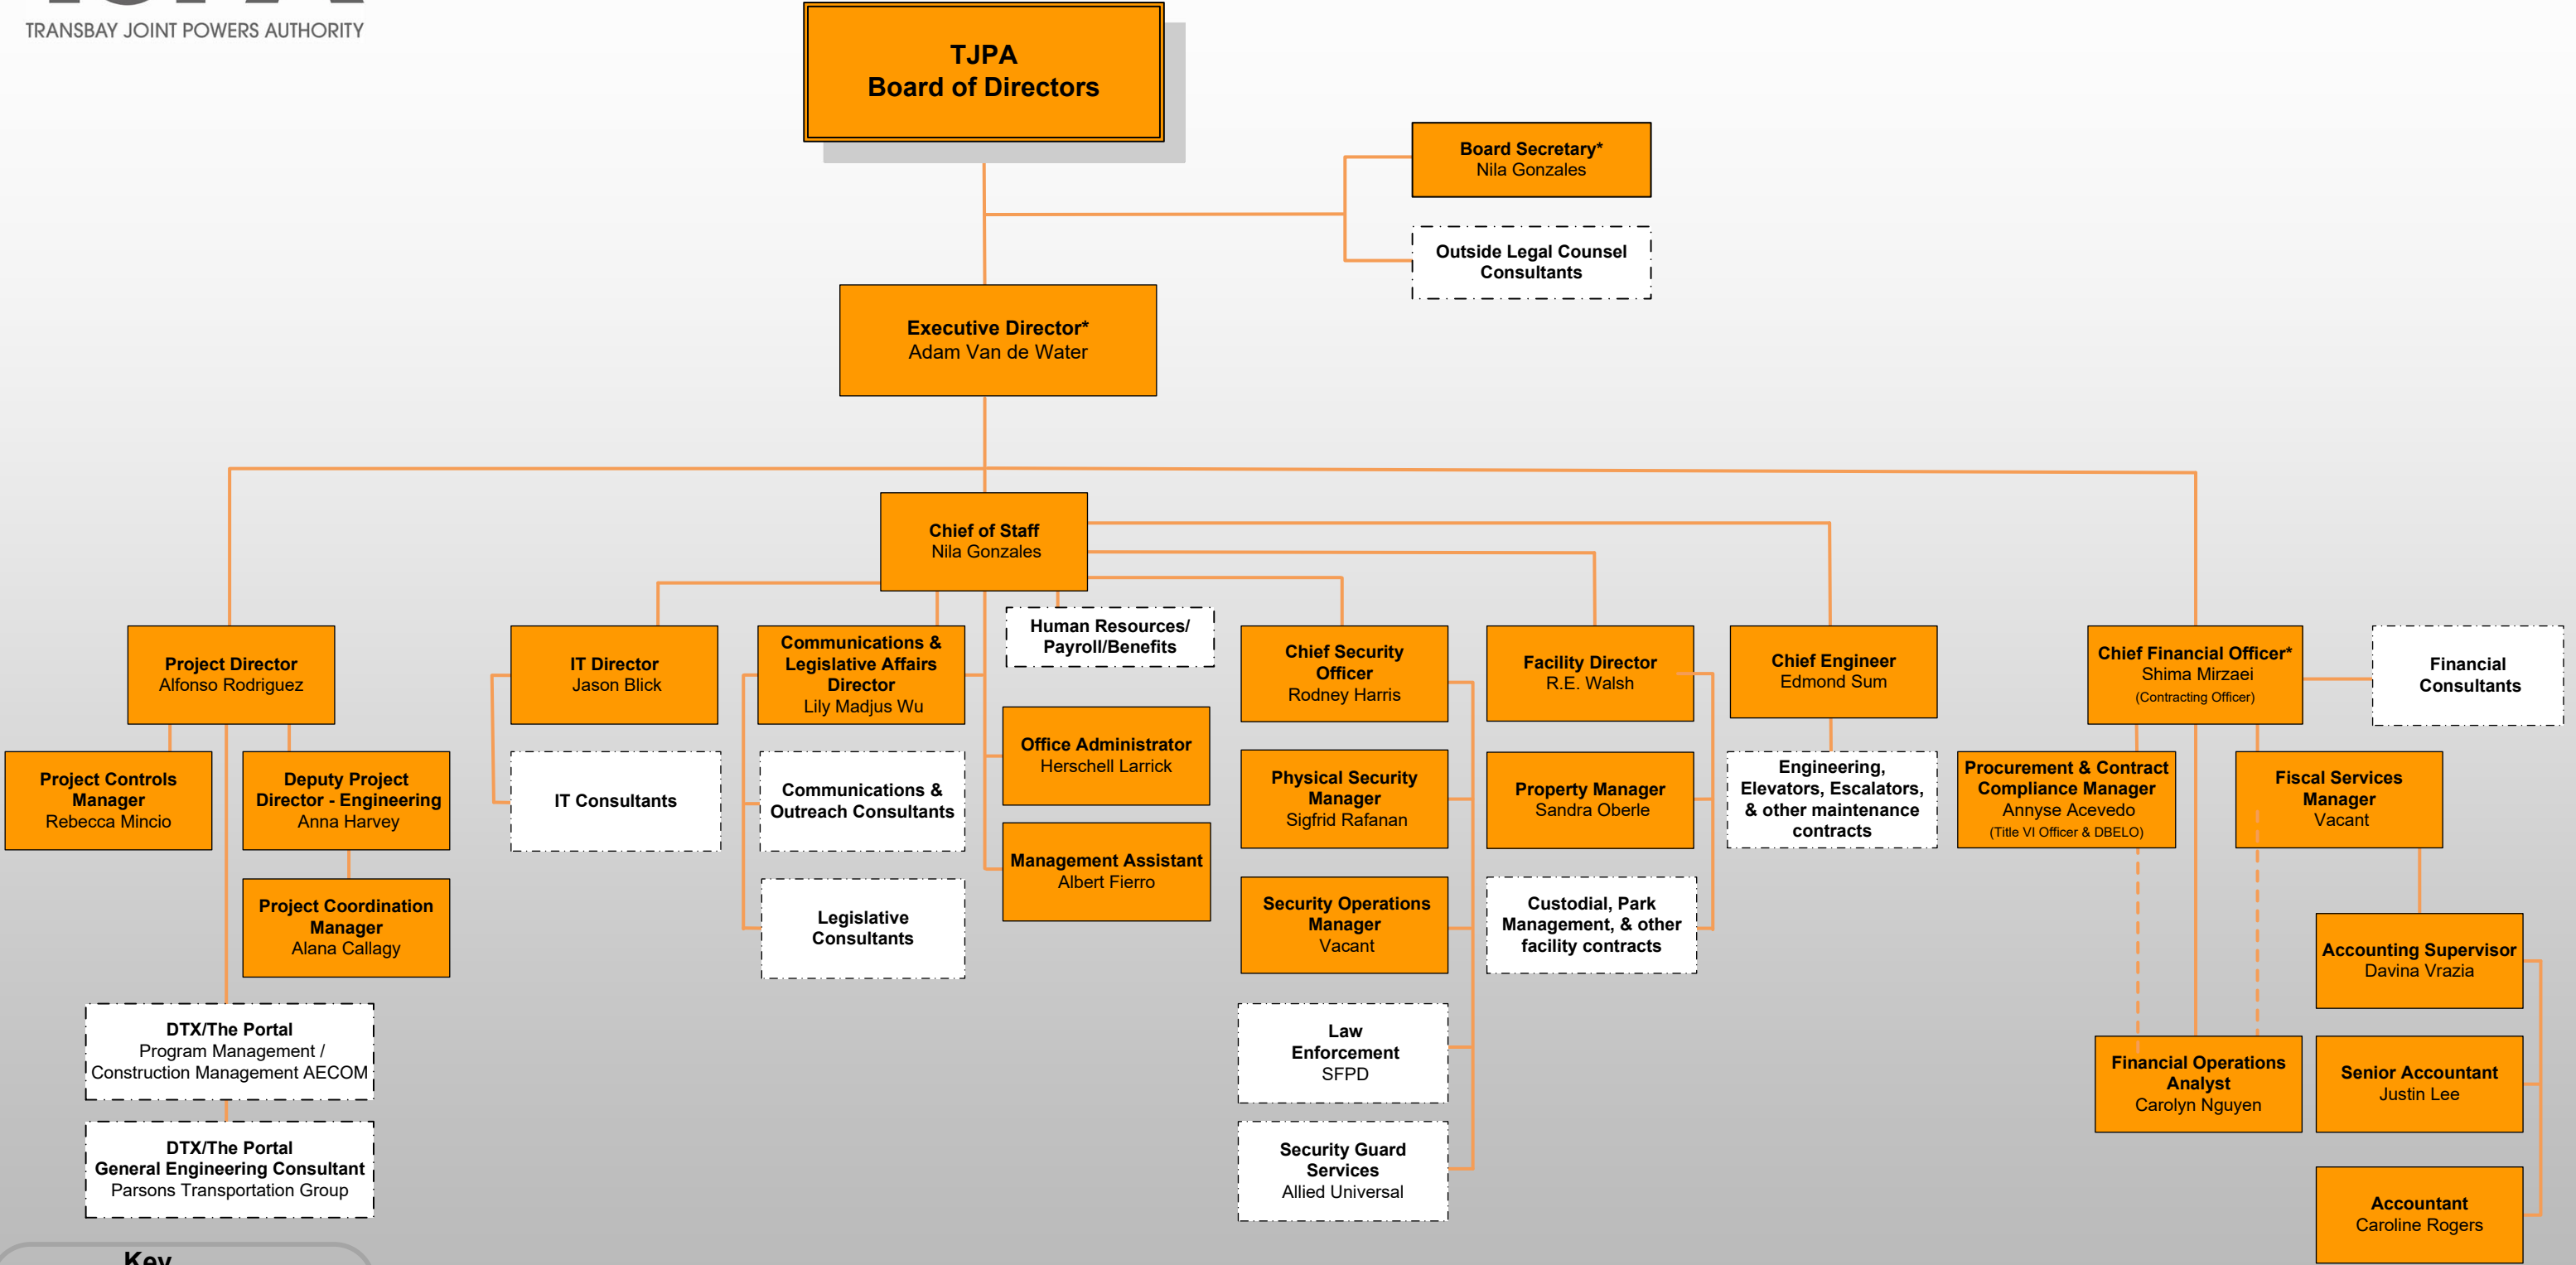 TRANSBAY JOINT POWERS AUTHORITY
TJPA
Board of Directors
Board Secretary*
Nila Gonzales
Outside Legal Counsel
Consultants
Executive Director*
Adam Van de Water
Chief of Staff
Nila Gonzales
Project Director
Alfonso Rodriguez
Project Controls
Manager
Rebecca Mincio
Deputy Project
Director - Engineering
Anna Harvey
Project Coordination
Manager
Alana Callagy
DTX/The Portal
Program Management /
Construction Management AECOM
DTX/The Portal
General Engineering Consultant
Parsons Transportation Group
IT Director
Jason Blick
IT Consultants
Communications &
Legislative Affairs
Director
Lily Madjus Wu
Communications &
Outreach Consultants
Legislative
Consultants
Human Resources/
Payroll/Benefits
Office Administrator
Herschell Larrick
Management Assistant
Albert Fierro
Chief Security
Officer
Rodney Harris
Physical Security
Manager
Sigfrid Rafanan
Security Operations
Manager
Vacant
Law
Enforcement
SFPD
Security Guard
Services
Allied Universal
Facility Director
R.E. Walsh
Property Manager
Sandra Oberle
Custodial, Park
Management, & other
facility contracts
Chief Engineer
Edmond Sum
Engineering,
Elevators, Escalators,
& other maintenance
contracts
Chief Financial Officer*
Shima Mirzaei
(Contracting Officer)
Financial
Consultants
Procurement & Contract
Compliance Manager
Annyse Acevedo
(Title VI Officer & DBELO)
Fiscal Services
Manager
Vacant
Financial Operations
Analyst
Carolyn Nguyen
Accounting Supervisor
Davina Vrazia
Senior Accountant
Justin Lee
Accountant
Caroline Rogers
Key